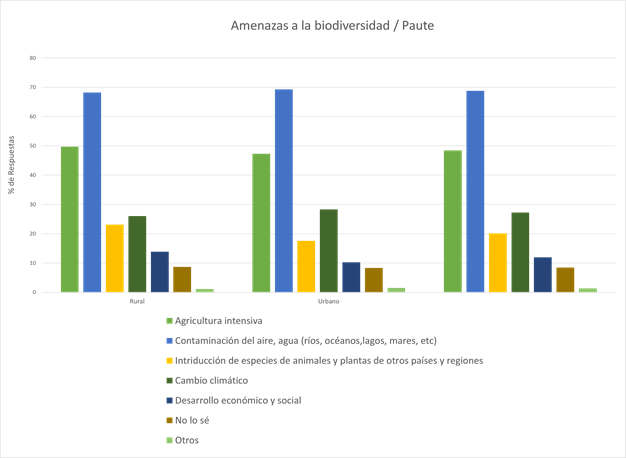 Amenazas a la biodiversidad / Paute
80
70
60
50
40
30
20
10
0
% de Respuestas
Rural
Urbano
Agricultura intensiva
Contaminación del aire, agua (ríos, océanos,lagos, mares, etc)
Intriducción de especies de animales y plantas de otros países y regiones
Cambio climático
Desarrollo económico y social
No lo sé
Otros